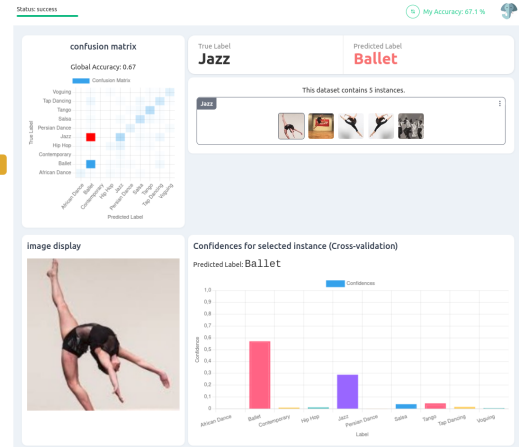 Status: success
My Accuracy: 67.1 %
confusion matrix
Global Accuracy: 0.67
Confusion Matrix
True Label
Voguing
Tap Dancing
Tango
Salsa
Persian Dance
Jazz
Hip Hop
Contemporary
Ballet
African Dance
African Dance
Ballet
Contemporary
Hip Hop
Jazz
Persian Dance
Salsa
Tango
Tap Dancing
Voguing
Predicted Label
True Label
Jazz
Predicted Label
Ballet
This dataset contains 5 instances.
Jazz
image display
Confidences for selected instance (Cross-validation)
Predicted Label: Ballet
Confidences
Confidence
1,0
0,9
0,8
0,7
0,6
0,5
0,4
0,3
0,2
0,1
0
African Dance
Ballet
Contemporary
Hip Hop
Jazz
Persian Dance
Salsa
Tango
Tap Dancing
Voguing
Label